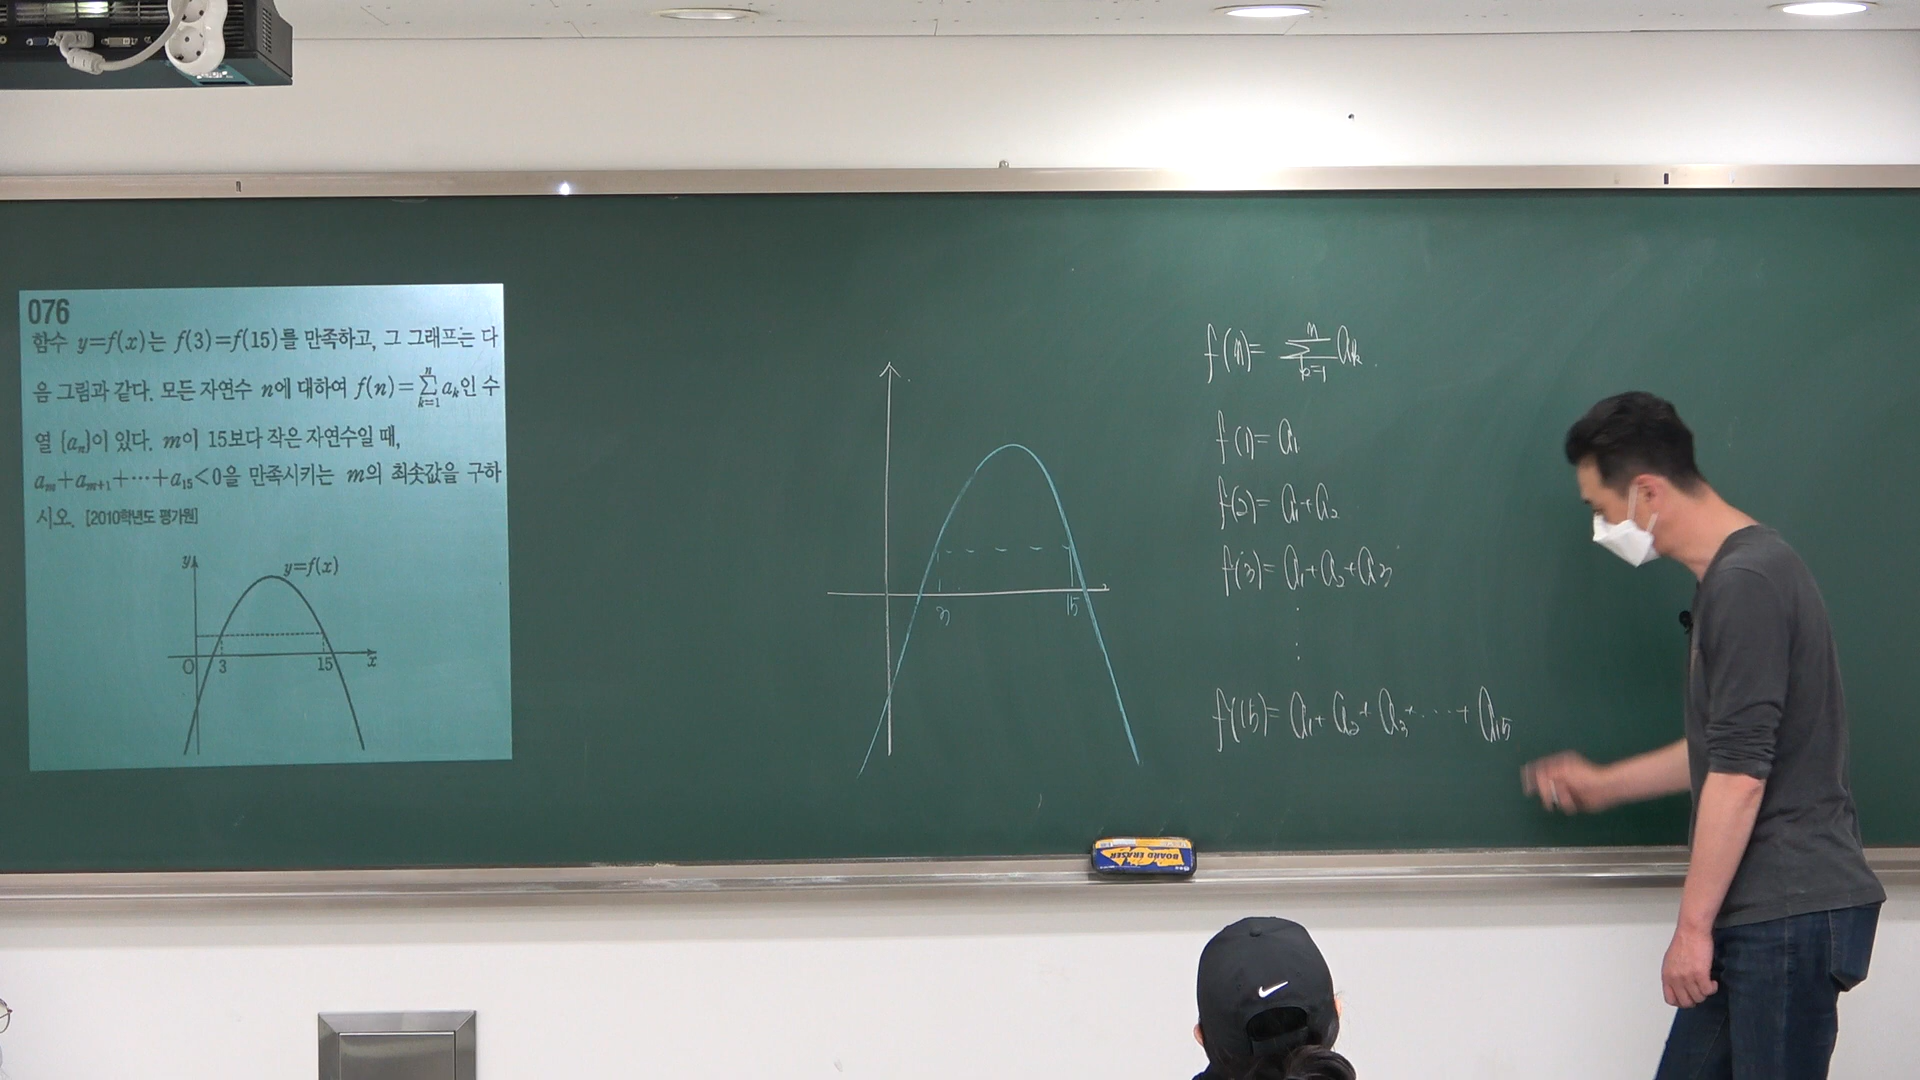 076
함수 y=f(x)는 f(3)=f(15)를 만족하고, 그 그래프는 다
음 그림과 같다. 모든 자연수 n에 대하여 f(n)=∑_{k=1}^{n} a_k인 수
열 {a_n}이 있다. m이 15보다 작은 자연수일 때,
a_m+a_{m+1}+⋯+a_{15}<0을 만족시키는 m의 최솟값을 구하
시오. [2010학년도 평가원]
y
y=f(x)
O 3 15 x
3 15
f(n)= ∑_{k=1}^{n} a_k.
f(1)= a_1
f(2)= a_1+a_2
f(3)= a_1+a_2+a_3
⋮
f(15)= a_1+a_2+a_3+⋯+a_{15}
BOARD ERASER